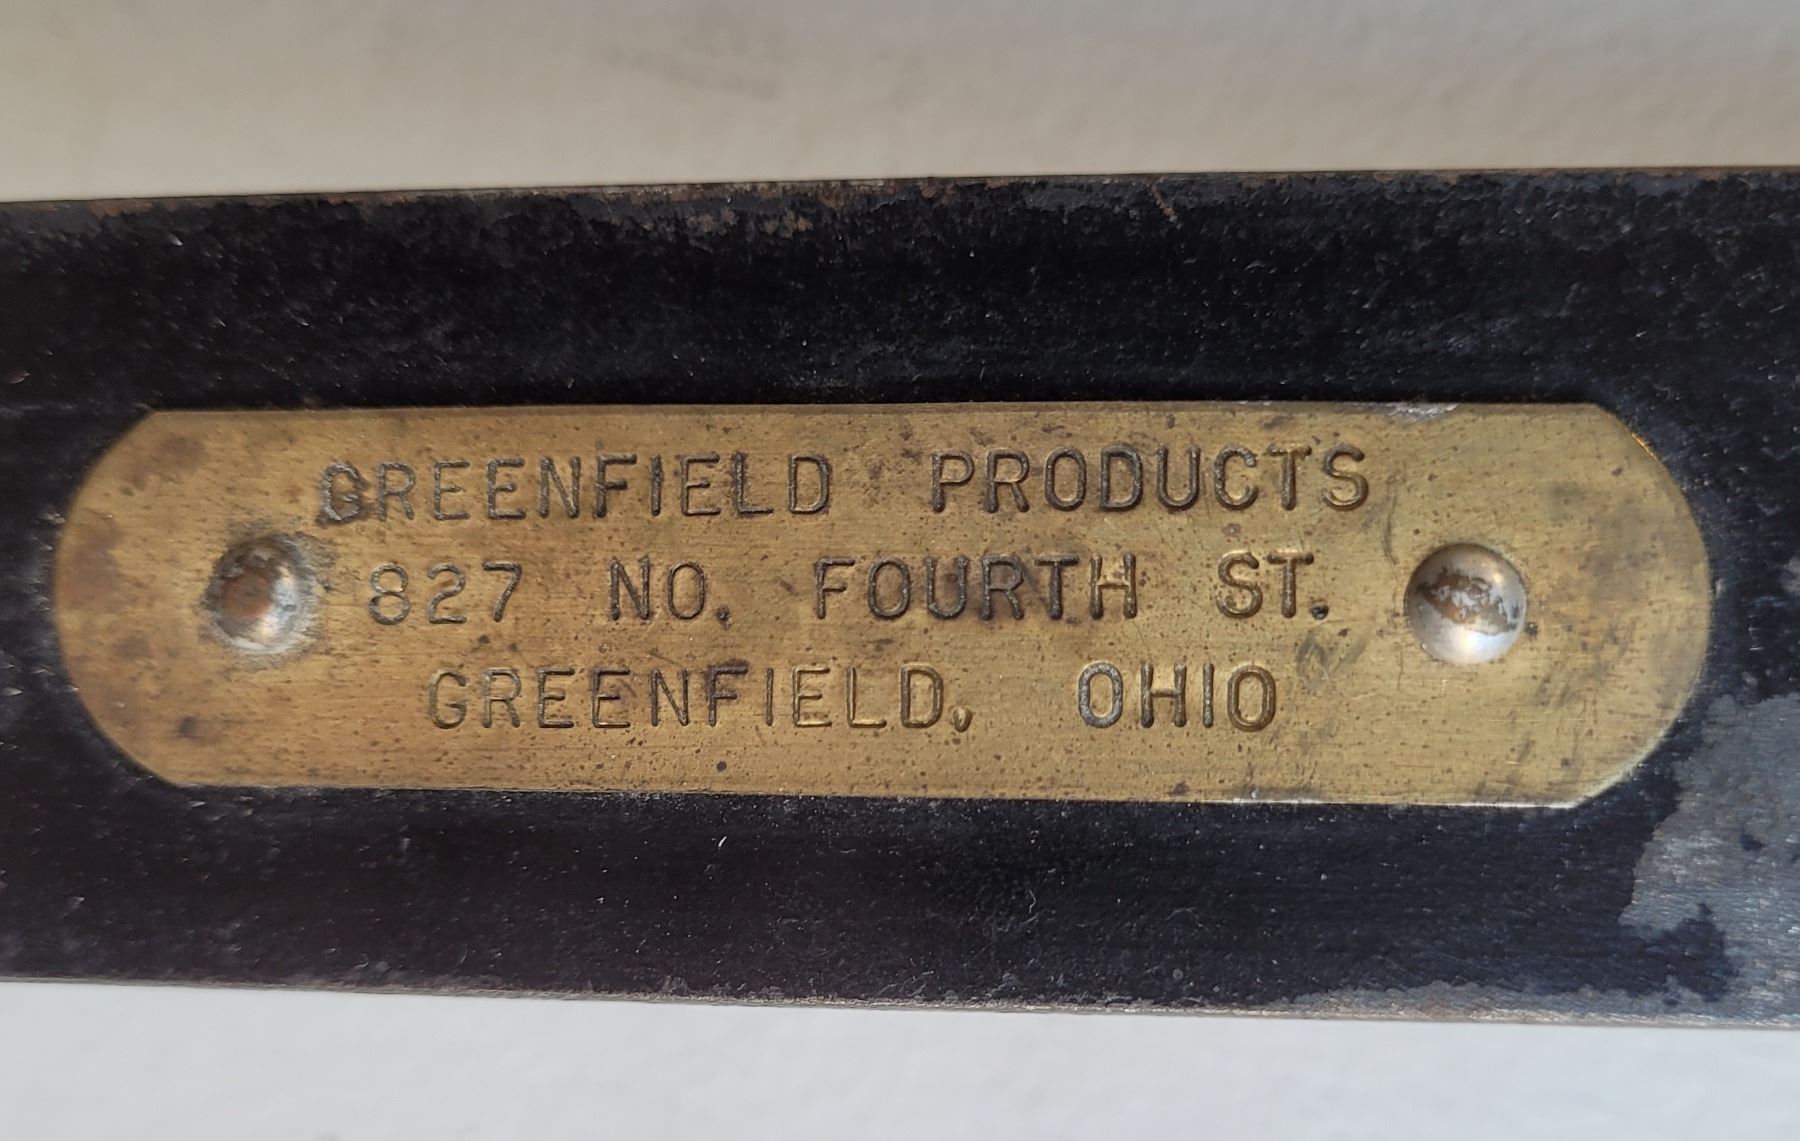 GREENFIELD PRODUCTS
827 NO. FOURTH ST.
GREENFIELD, OHIO